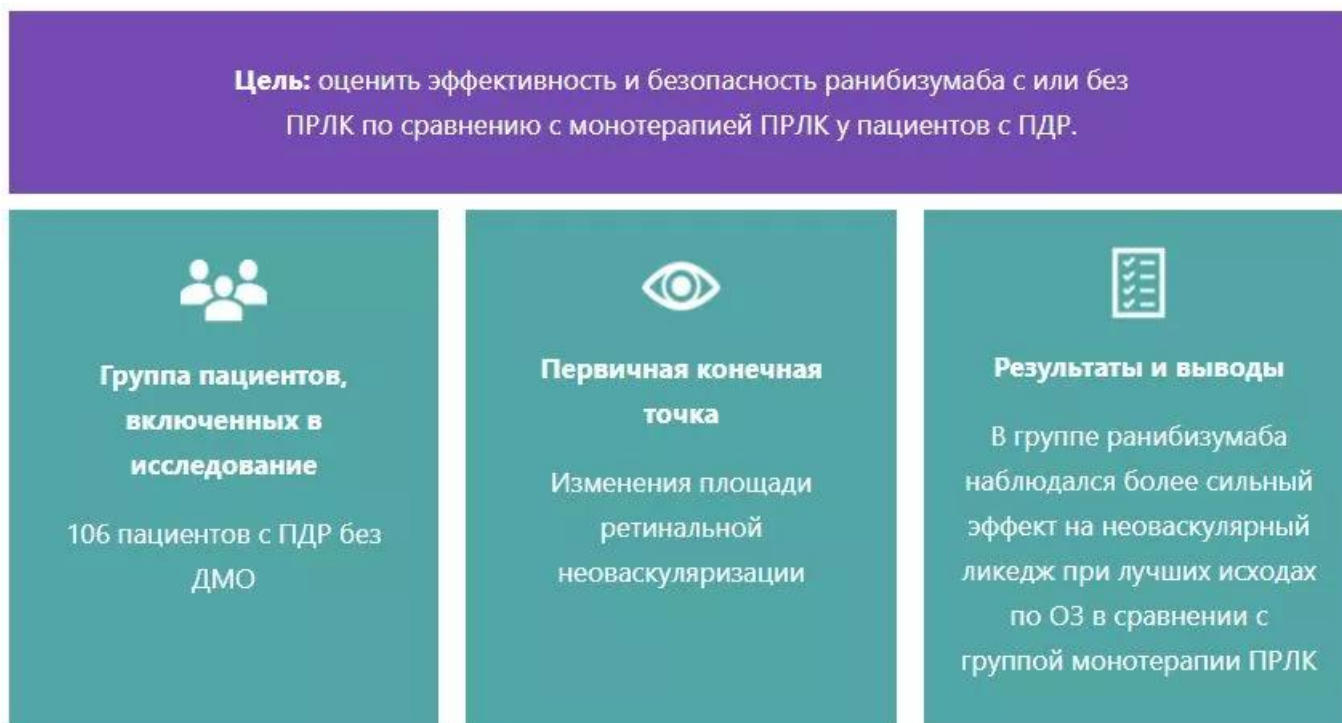 Цель: оценить эффективность и безопасность ранибизумаба с или без
ПРЛК по сравнению с монотерапией ПРЛК у пациентов с ПДР.
Группа пациентов,
включенных в
исследование
106 пациентов с ПДР без
ДМО
Первичная конечная
точка
Изменения площади
ретинальной
неоваскуляризации
Результаты и выводы
В группе ранибизумаба
наблюдался более сильный
эффект на неоваскулярный
ликедж при лучших исходах
по ОЗ в сравнении с
группой монотерапии ПРЛК